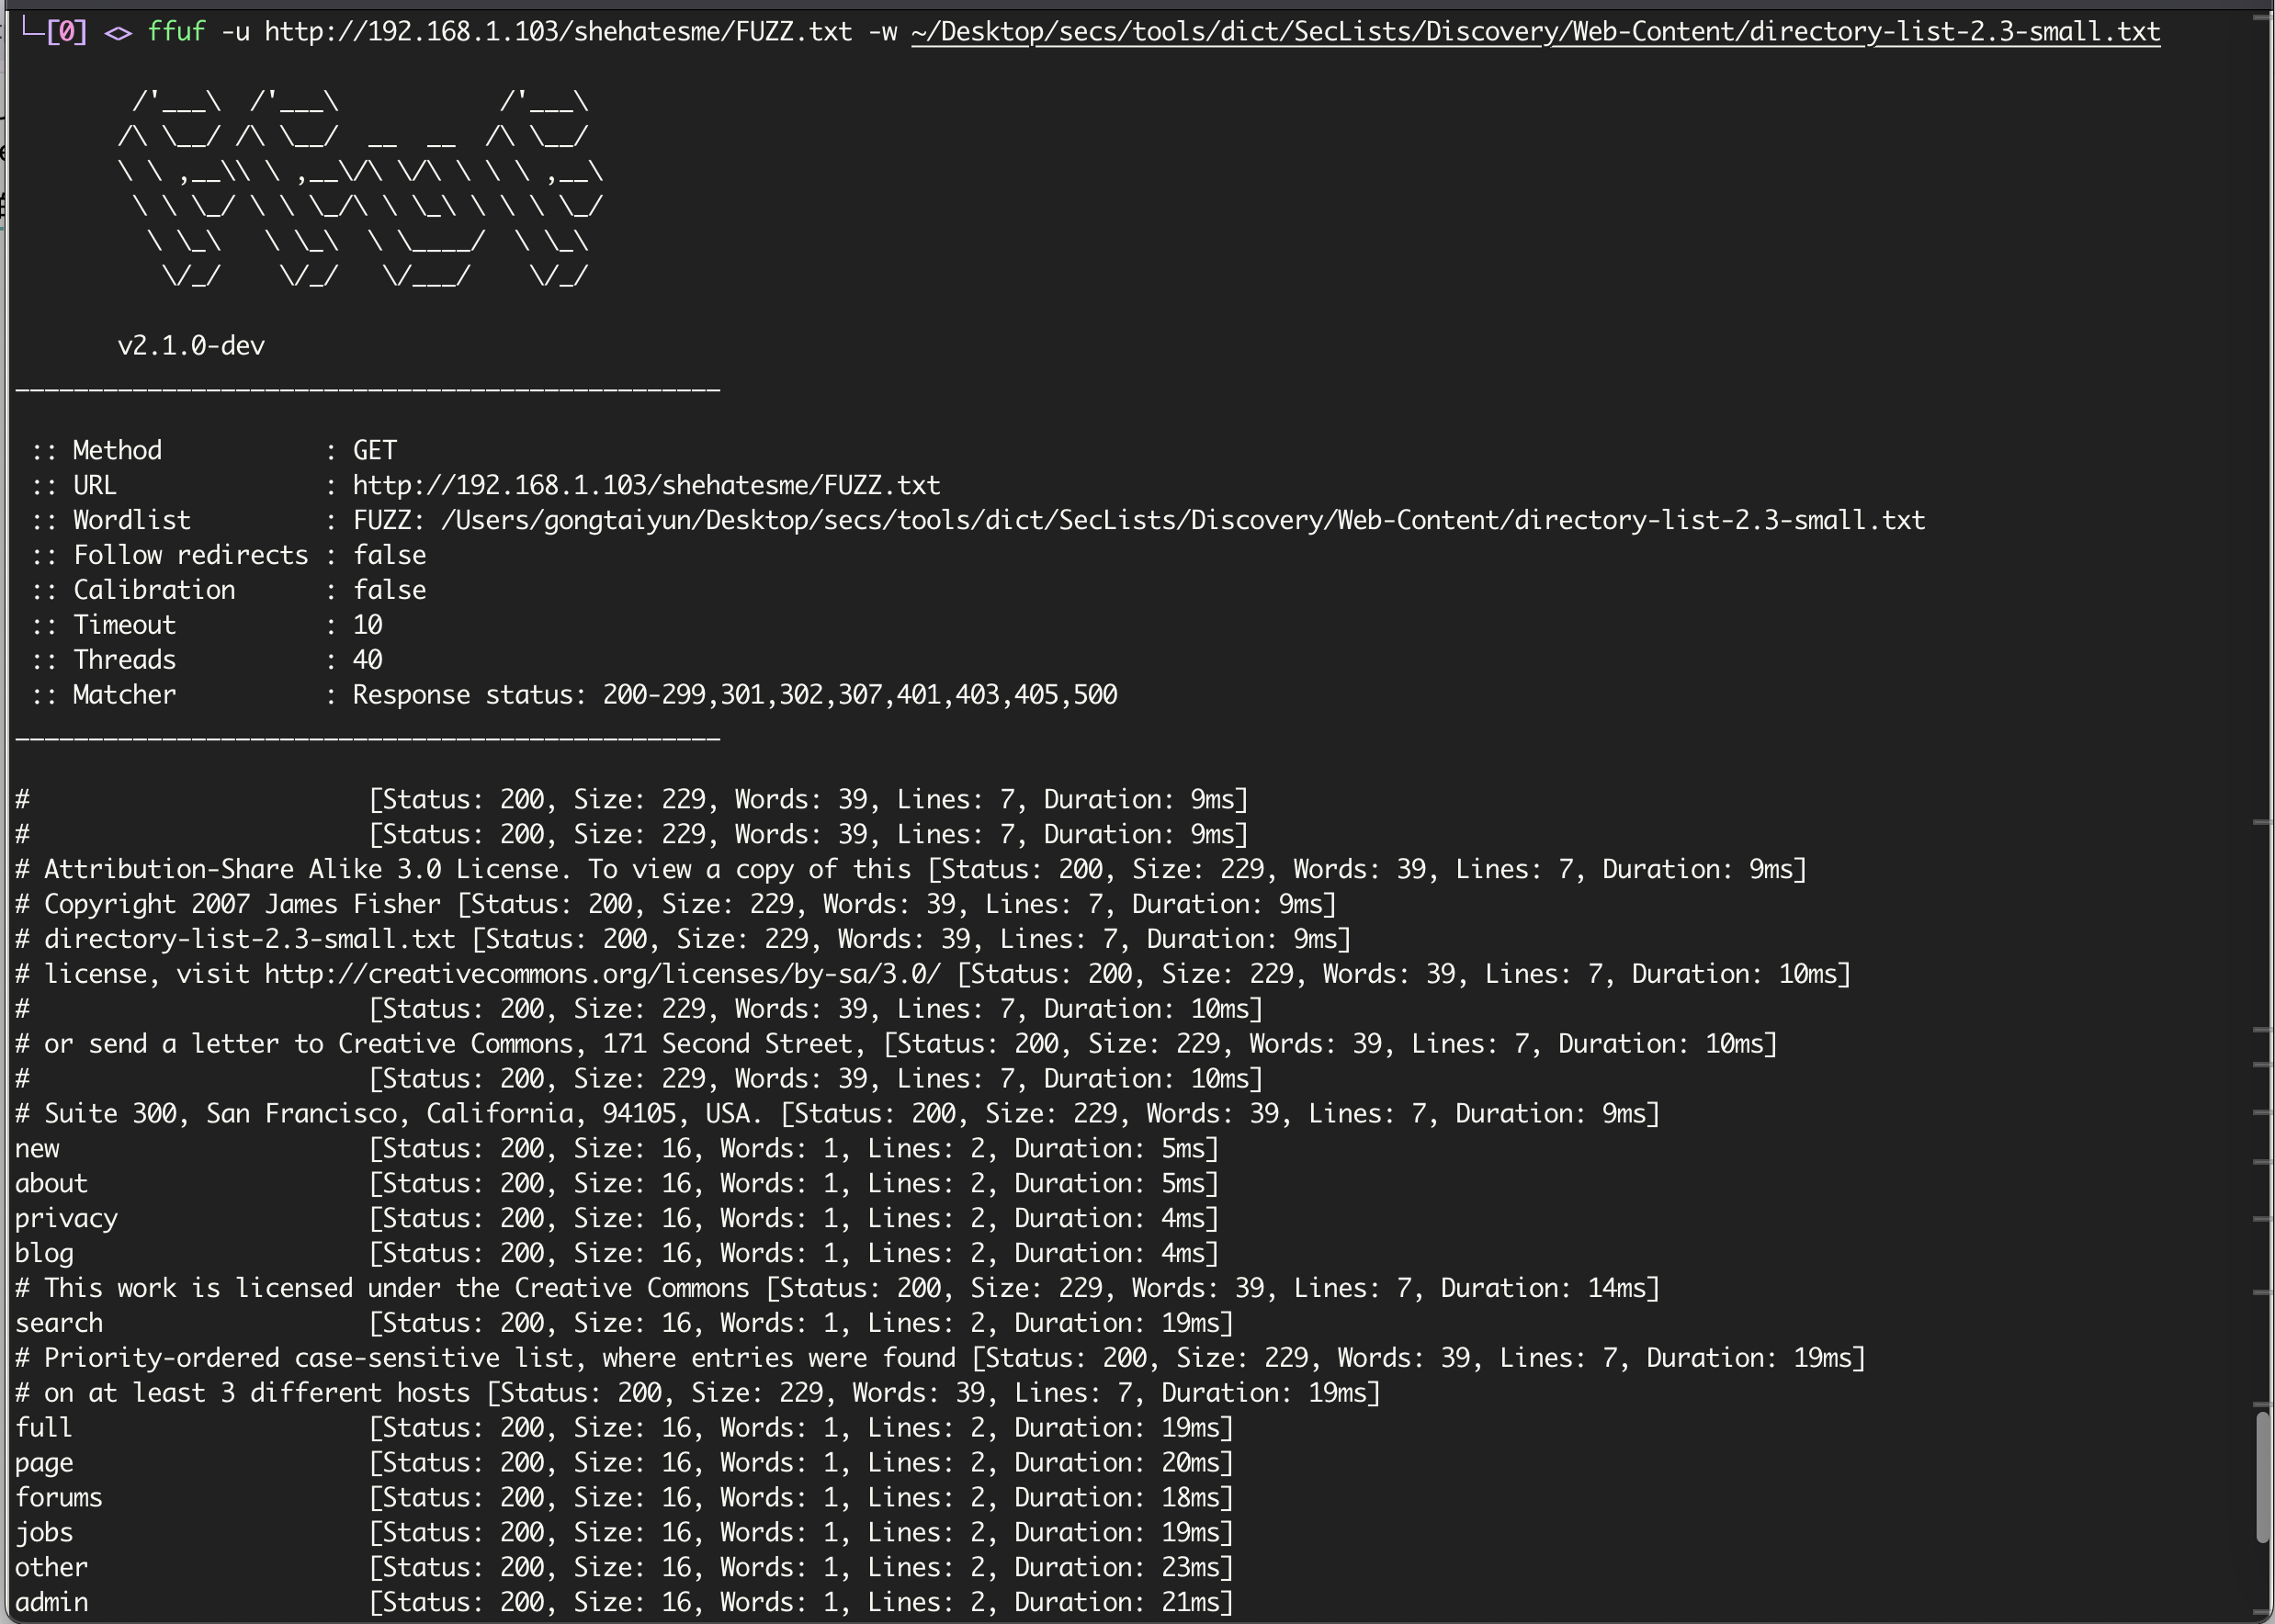 └─[0] <> ffuf -u http://192.168.1.103/shehatesme/FUZZ.txt -w ~/Desktop/secs/tools/dict/SecLists/Discovery/Web-Content/directory-list-2.3-small.txt
        /'___\  /'___\           /'___\
       /\ \__/ /\ \__/  __  __  /\ \__/
       \ \ ,__\\ \ ,__\/\ \/\ \ \ \ ,__\
        \ \ \_/ \ \ \_/\ \ \_\ \ \ \ \_/
         \ \_\   \ \_\  \ \____/  \ \_\
          \/_/    \/_/   \/___/    \/_/
       v2.1.0-dev
________________________________________________
 :: Method           : GET
 :: URL              : http://192.168.1.103/shehatesme/FUZZ.txt
 :: Wordlist         : FUZZ: /Users/gongtaiyun/Desktop/secs/tools/dict/SecLists/Discovery/Web-Content/directory-list-2.3-small.txt
 :: Follow redirects : false
 :: Calibration      : false
 :: Timeout          : 10
 :: Threads          : 40
 :: Matcher          : Response status: 200-299,301,302,307,401,403,405,500
________________________________________________
#                       [Status: 200, Size: 229, Words: 39, Lines: 7, Duration: 9ms]
#                       [Status: 200, Size: 229, Words: 39, Lines: 7, Duration: 9ms]
# Attribution-Share Alike 3.0 License. To view a copy of this [Status: 200, Size: 229, Words: 39, Lines: 7, Duration: 9ms]
# Copyright 2007 James Fisher [Status: 200, Size: 229, Words: 39, Lines: 7, Duration: 9ms]
# directory-list-2.3-small.txt [Status: 200, Size: 229, Words: 39, Lines: 7, Duration: 9ms]
# license, visit http://creativecommons.org/licenses/by-sa/3.0/ [Status: 200, Size: 229, Words: 39, Lines: 7, Duration: 10ms]
#                       [Status: 200, Size: 229, Words: 39, Lines: 7, Duration: 10ms]
# or send a letter to Creative Commons, 171 Second Street, [Status: 200, Size: 229, Words: 39, Lines: 7, Duration: 10ms]
#                       [Status: 200, Size: 229, Words: 39, Lines: 7, Duration: 10ms]
# Suite 300, San Francisco, California, 94105, USA. [Status: 200, Size: 229, Words: 39, Lines: 7, Duration: 9ms]
new                     [Status: 200, Size: 16, Words: 1, Lines: 2, Duration: 5ms]
about                   [Status: 200, Size: 16, Words: 1, Lines: 2, Duration: 5ms]
privacy                 [Status: 200, Size: 16, Words: 1, Lines: 2, Duration: 4ms]
blog                    [Status: 200, Size: 16, Words: 1, Lines: 2, Duration: 4ms]
# This work is licensed under the Creative Commons [Status: 200, Size: 229, Words: 39, Lines: 7, Duration: 14ms]
search                  [Status: 200, Size: 16, Words: 1, Lines: 2, Duration: 19ms]
# Priority-ordered case-sensitive list, where entries were found [Status: 200, Size: 229, Words: 39, Lines: 7, Duration: 19ms]
# on at least 3 different hosts [Status: 200, Size: 229, Words: 39, Lines: 7, Duration: 19ms]
full                    [Status: 200, Size: 16, Words: 1, Lines: 2, Duration: 19ms]
page                    [Status: 200, Size: 16, Words: 1, Lines: 2, Duration: 20ms]
forums                  [Status: 200, Size: 16, Words: 1, Lines: 2, Duration: 18ms]
jobs                    [Status: 200, Size: 16, Words: 1, Lines: 2, Duration: 19ms]
other                   [Status: 200, Size: 16, Words: 1, Lines: 2, Duration: 23ms]
admin                   [Status: 200, Size: 16, Words: 1, Lines: 2, Duration: 21ms]